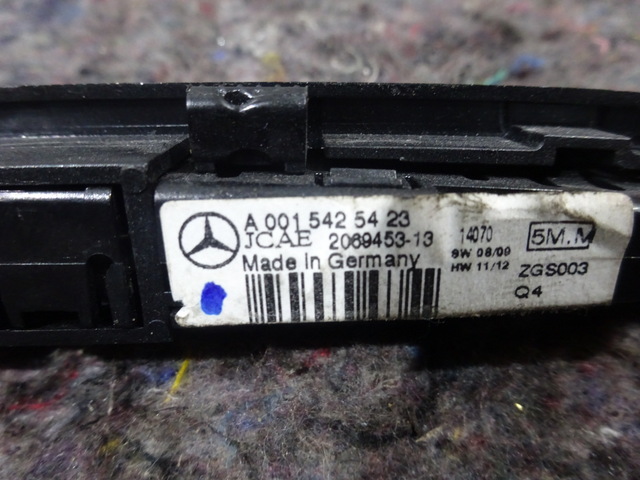 A 001 542 54 23
JCAE 2069453-13
Made in Germany
14070
SW 08/09
HW 11/12
5M.M
ZGS003
Q4